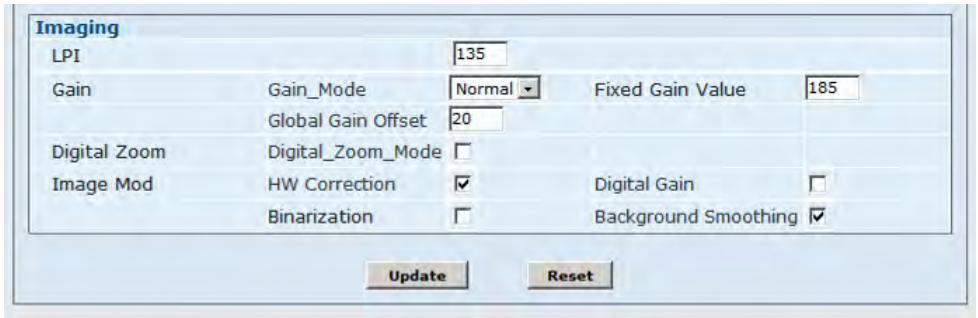 Imaging
LPI 135
Gain Gain_Mode Normal Fixed Gain Value 185
Global Gain Offset 20
Digital Zoom Digital_Zoom_Mode
Image Mod HW Correction Digital Gain
Binarization Background Smoothing
Update Reset